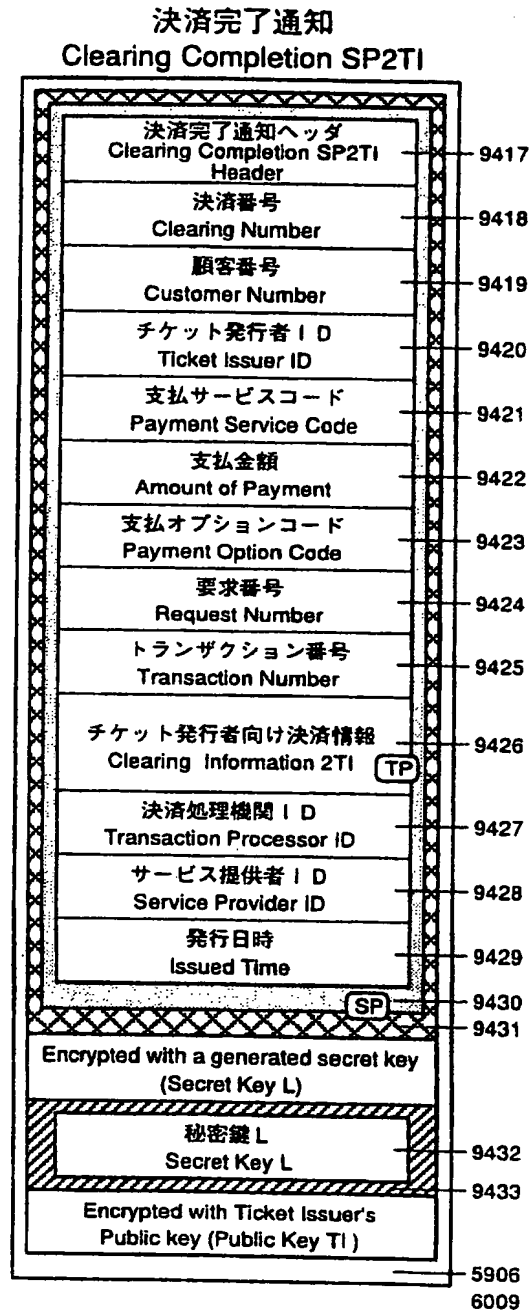 決済完了通知
Clearing Completion SP2TI
決済完了通知ヘッダ
Clearing Completion SP2TI
Header
9417
決済番号
Clearing Number
9418
顧客番号
Customer Number
9419
チケット発行者ID
Ticket Issuer ID
9420
支払サービスコード
Payment Service Code
9421
支払金額
Amount of Payment
9422
支払オプションコード
Payment Option Code
9423
要求番号
Request Number
9424
トランザクション番号
Transaction Number
9425
チケット発行者向け決済情報
Clearing Information 2TI
TP
9426
決済処理機関ID
Transaction Processor ID
9427
サービス提供者ID
Service Provider ID
9428
発行日時
Issued Time
9429
SP
9430
9431
Encrypted with a generated secret key
(Secret Key L)
秘密鍵L
Secret Key L
9432
9433
Encrypted with Ticket Issuer's
Public key (Public Key TI)
5906
6009